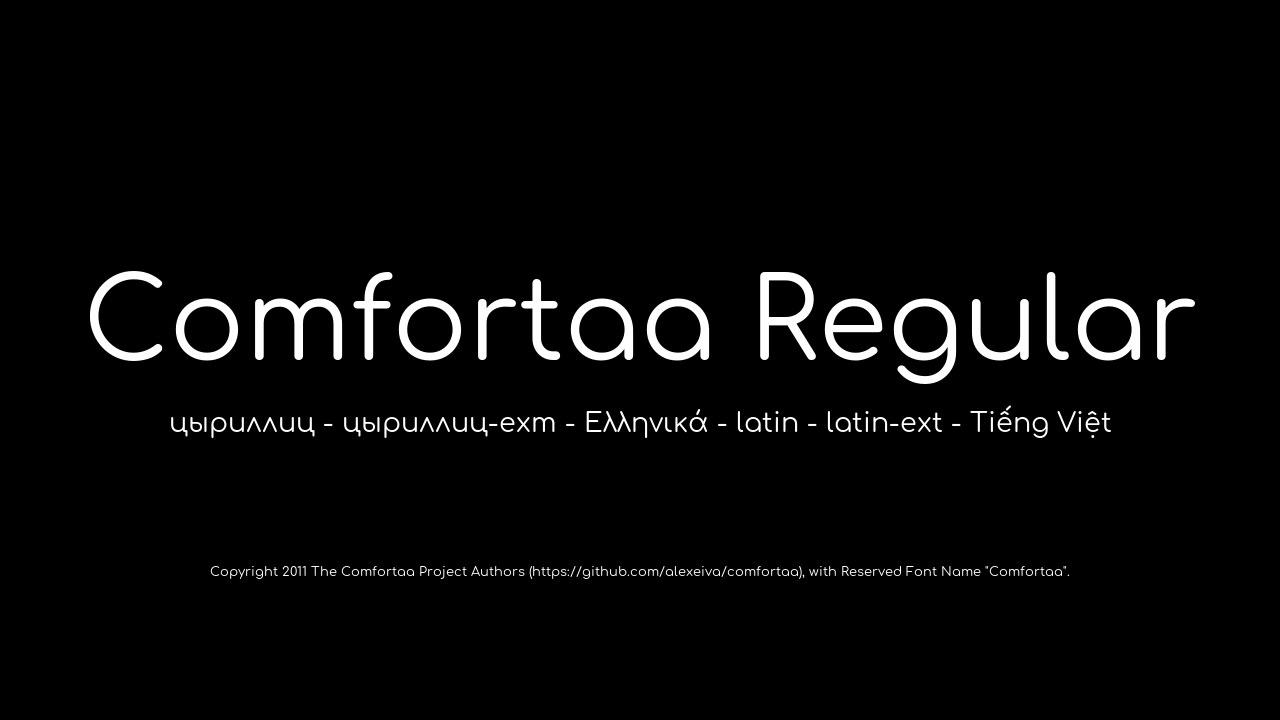 Comfortaa Regular
цыриллиц - цыриллиц-ехт - Ελληνικά - latin - latin-ext - Tiếng Việt
Copyright 2011 The Comfortaa Project Authors (https://github.com/alexeiva/comfortaa), with Reserved Font Name "Comfortaa".